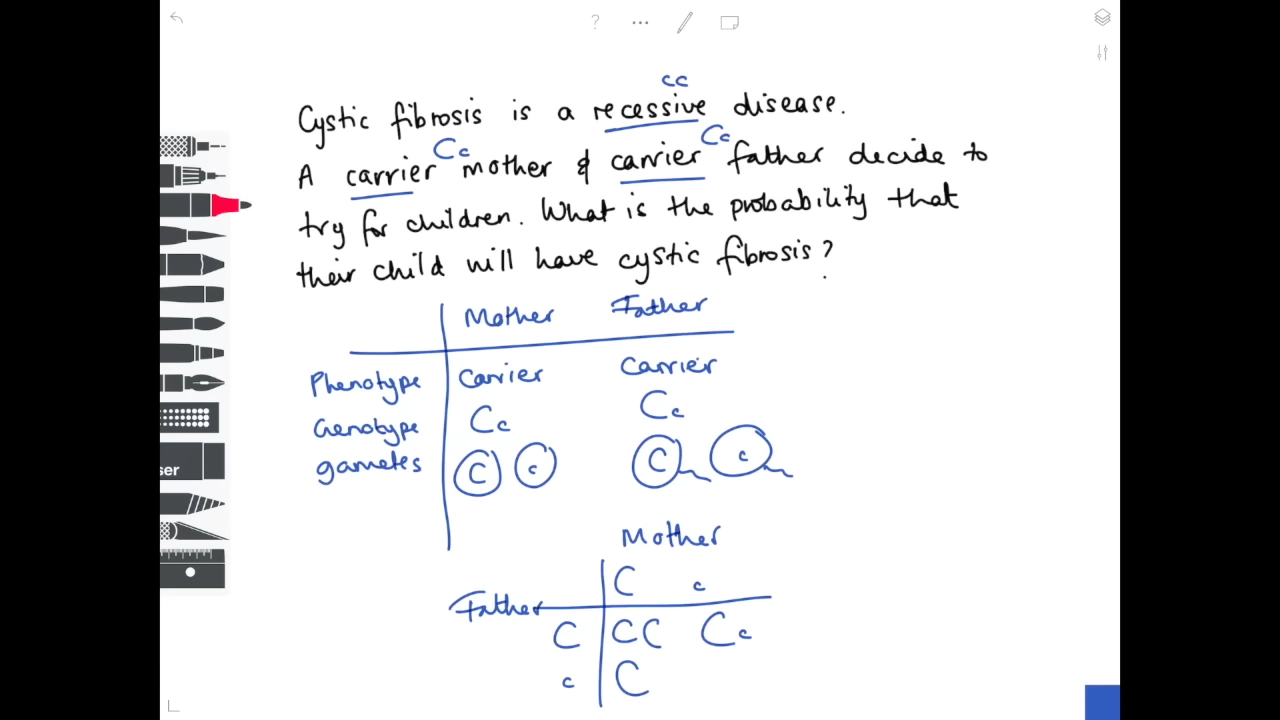 ?
...
cc
Cystic fibrosis is a recessive disease.
Cc Cc
A carrier mother & carrier father decide to
try for children. What is the probability that
their child will have cystic fibrosis?
Mother Father
Phenotype carrier carrier
Genotype Cc Cc
gametes C c C c
ser
Mother
C c
Father
C CC Cc
c C